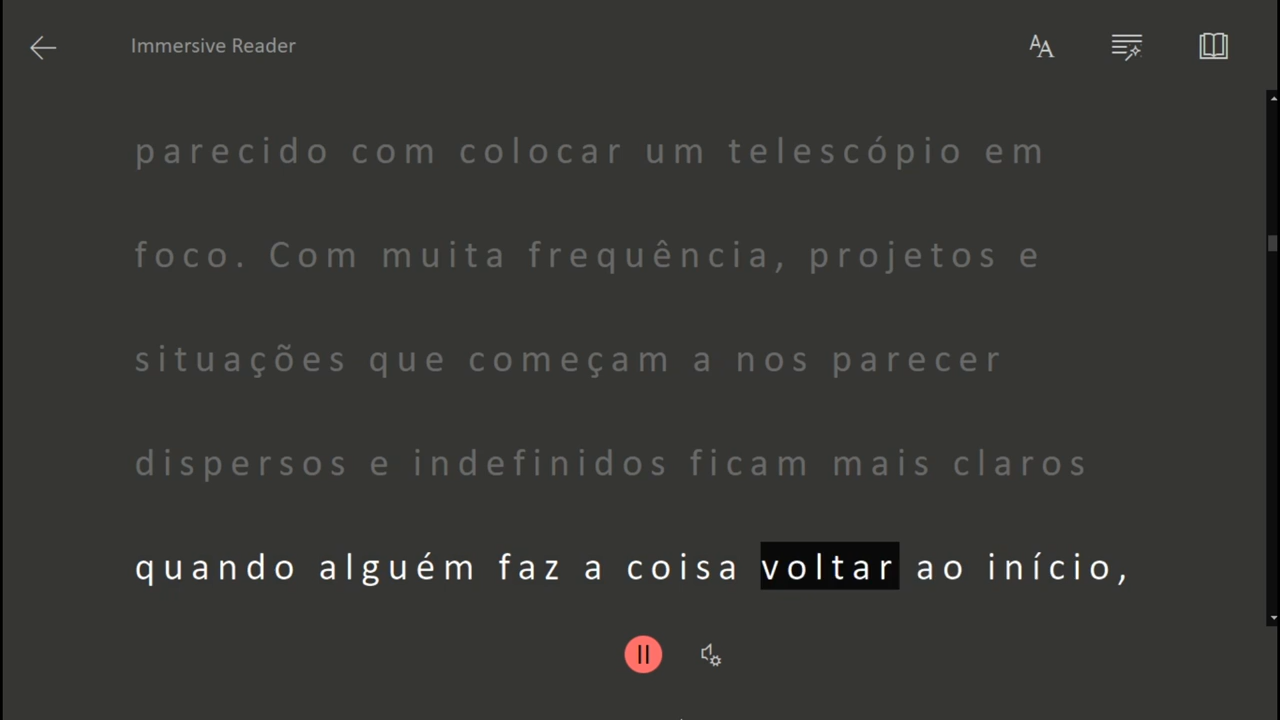 Immersive Reader
parecido com colocar um telescópio em
foco. Com muita frequência, projetos e
situações que começam a nos parecer
dispersos e indefinidos ficam mais claros
quando alguém faz a coisa voltar ao início,